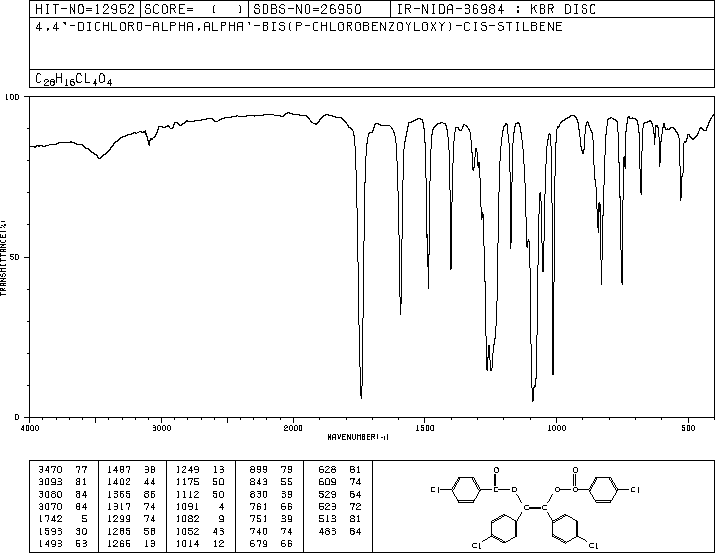 HIT-NO=12952 SCORE= ( ) SDBS-NO=26950 IR-NIDA-36984 : KBR DISC
4,4'-DICHLORO-ALPHA,ALPHA'-BIS(P-CHLOROBENZOYLOXY)-CIS-STILBENE
C28H16CL4O4
100
50
0
TRANSMITTANCE(%)
4000 3000 2000 1500 1000 500
WAVENUMBER(-1)
3470 77 1487 38 1249 13 899 79 628 81
3093 81 1402 44 1175 50 843 55 609 74
3080 84 1365 86 1112 50 830 39 529 64
3070 84 1317 74 1091 4 761 66 523 72
1742 5 1299 74 1082 9 751 39 513 81
1593 30 1285 58 1052 43 740 74 483 84
1493 63 1266 13 1014 12 679 66
O O
Cl C O O C Cl
C C
Cl Cl